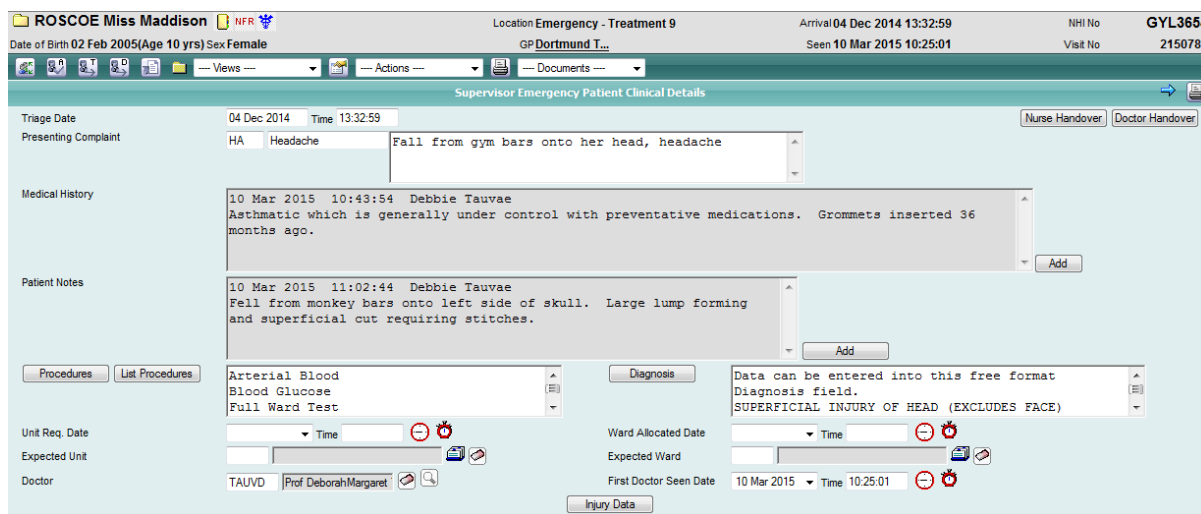 ROSCOE Miss Maddison NFR Location Emergency - Treatment 9 Arrival 04 Dec 2014 13:32:59 NHI No GYL365
Date of Birth 02 Feb 2005(Age 10 yrs) Sex Female GP Dortmund T... Seen 10 Mar 2015 10:25:01 Visit No 215078
A T D ---- Views ---- ---- Actions ---- ---- Documents ----
Supervisor Emergency Patient Clinical Details
Triage Date 04 Dec 2014 Time 13:32:59 Nurse Handover Doctor Handover
Presenting Complaint HA Headache Fall from gym bars onto her head, headache
Medical History 10 Mar 2015 10:43:54 Debbie Tauvae
Asthmatic which is generally under control with preventative medications. Grommets inserted 36
months ago.
Add
Patient Notes 10 Mar 2015 11:02:44 Debbie Tauvae
Fell from monkey bars onto left side of skull. Large lump forming
and superficial cut requiring stitches.
Add
Procedures List Procedures Arterial Blood Diagnosis Data can be entered into this free format
Blood Glucose Diagnosis field.
Full Ward Test SUPERFICIAL INJURY OF HEAD (EXCLUDES FACE)
Unit Req. Date Time Ward Allocated Date Time
Expected Unit Expected Ward
Doctor TAUVD Prof DeborahMargaret First Doctor Seen Date 10 Mar 2015 Time 10:25:01
Injury Data